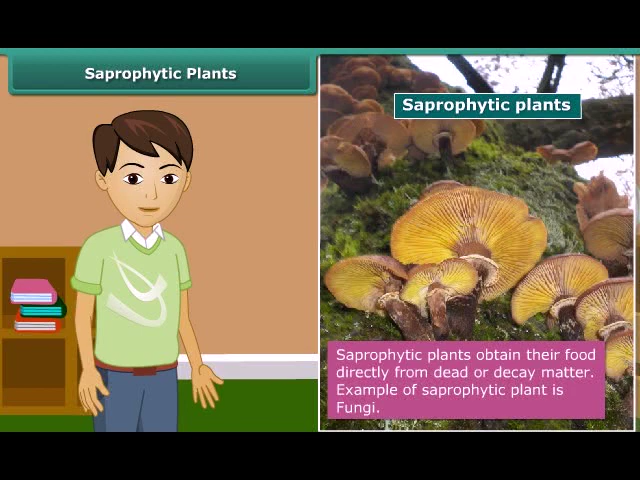 Saprophytic Plants
Saprophytic plants
Saprophytic plants obtain their food
directly from dead or decay matter.
Example of saprophytic plant is
Fungi.